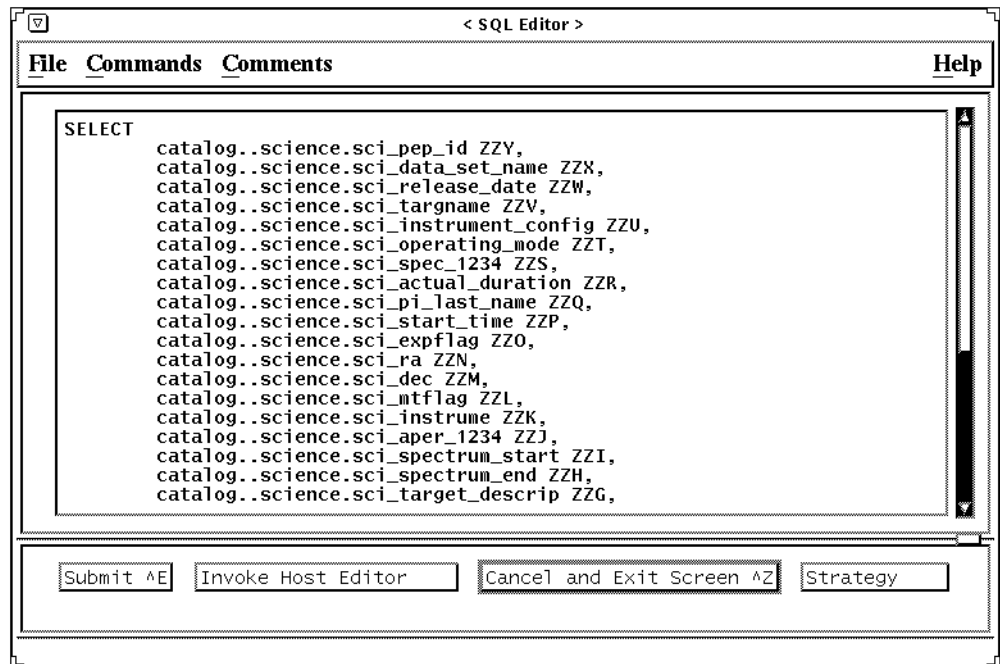 < SQL Editor >
File Commands Comments Help
SELECT
catalog..science.sci_pep_id ZZY,
catalog..science.sci_data_set_name ZZX,
catalog..science.sci_release_date ZZW,
catalog..science.sci_targname ZZV,
catalog..science.sci_instrument_config ZZU,
catalog..science.sci_operating_mode ZZT,
catalog..science.sci_spec_1234 ZZS,
catalog..science.sci_actual_duration ZZR,
catalog..science.sci_pi_last_name ZZQ,
catalog..science.sci_start_time ZZP,
catalog..science.sci_expflag ZZO,
catalog..science.sci_ra ZZN,
catalog..science.sci_dec ZZM,
catalog..science.sci_mtflag ZZL,
catalog..science.sci_instrume ZZK,
catalog..science.sci_aper_1234 ZZJ,
catalog..science.sci_spectrum_start ZZI,
catalog..science.sci_spectrum_end ZZH,
catalog..science.sci_target_descrip ZZG,
Submit ^E Invoke Host Editor Cancel and Exit Screen ^Z Strategy